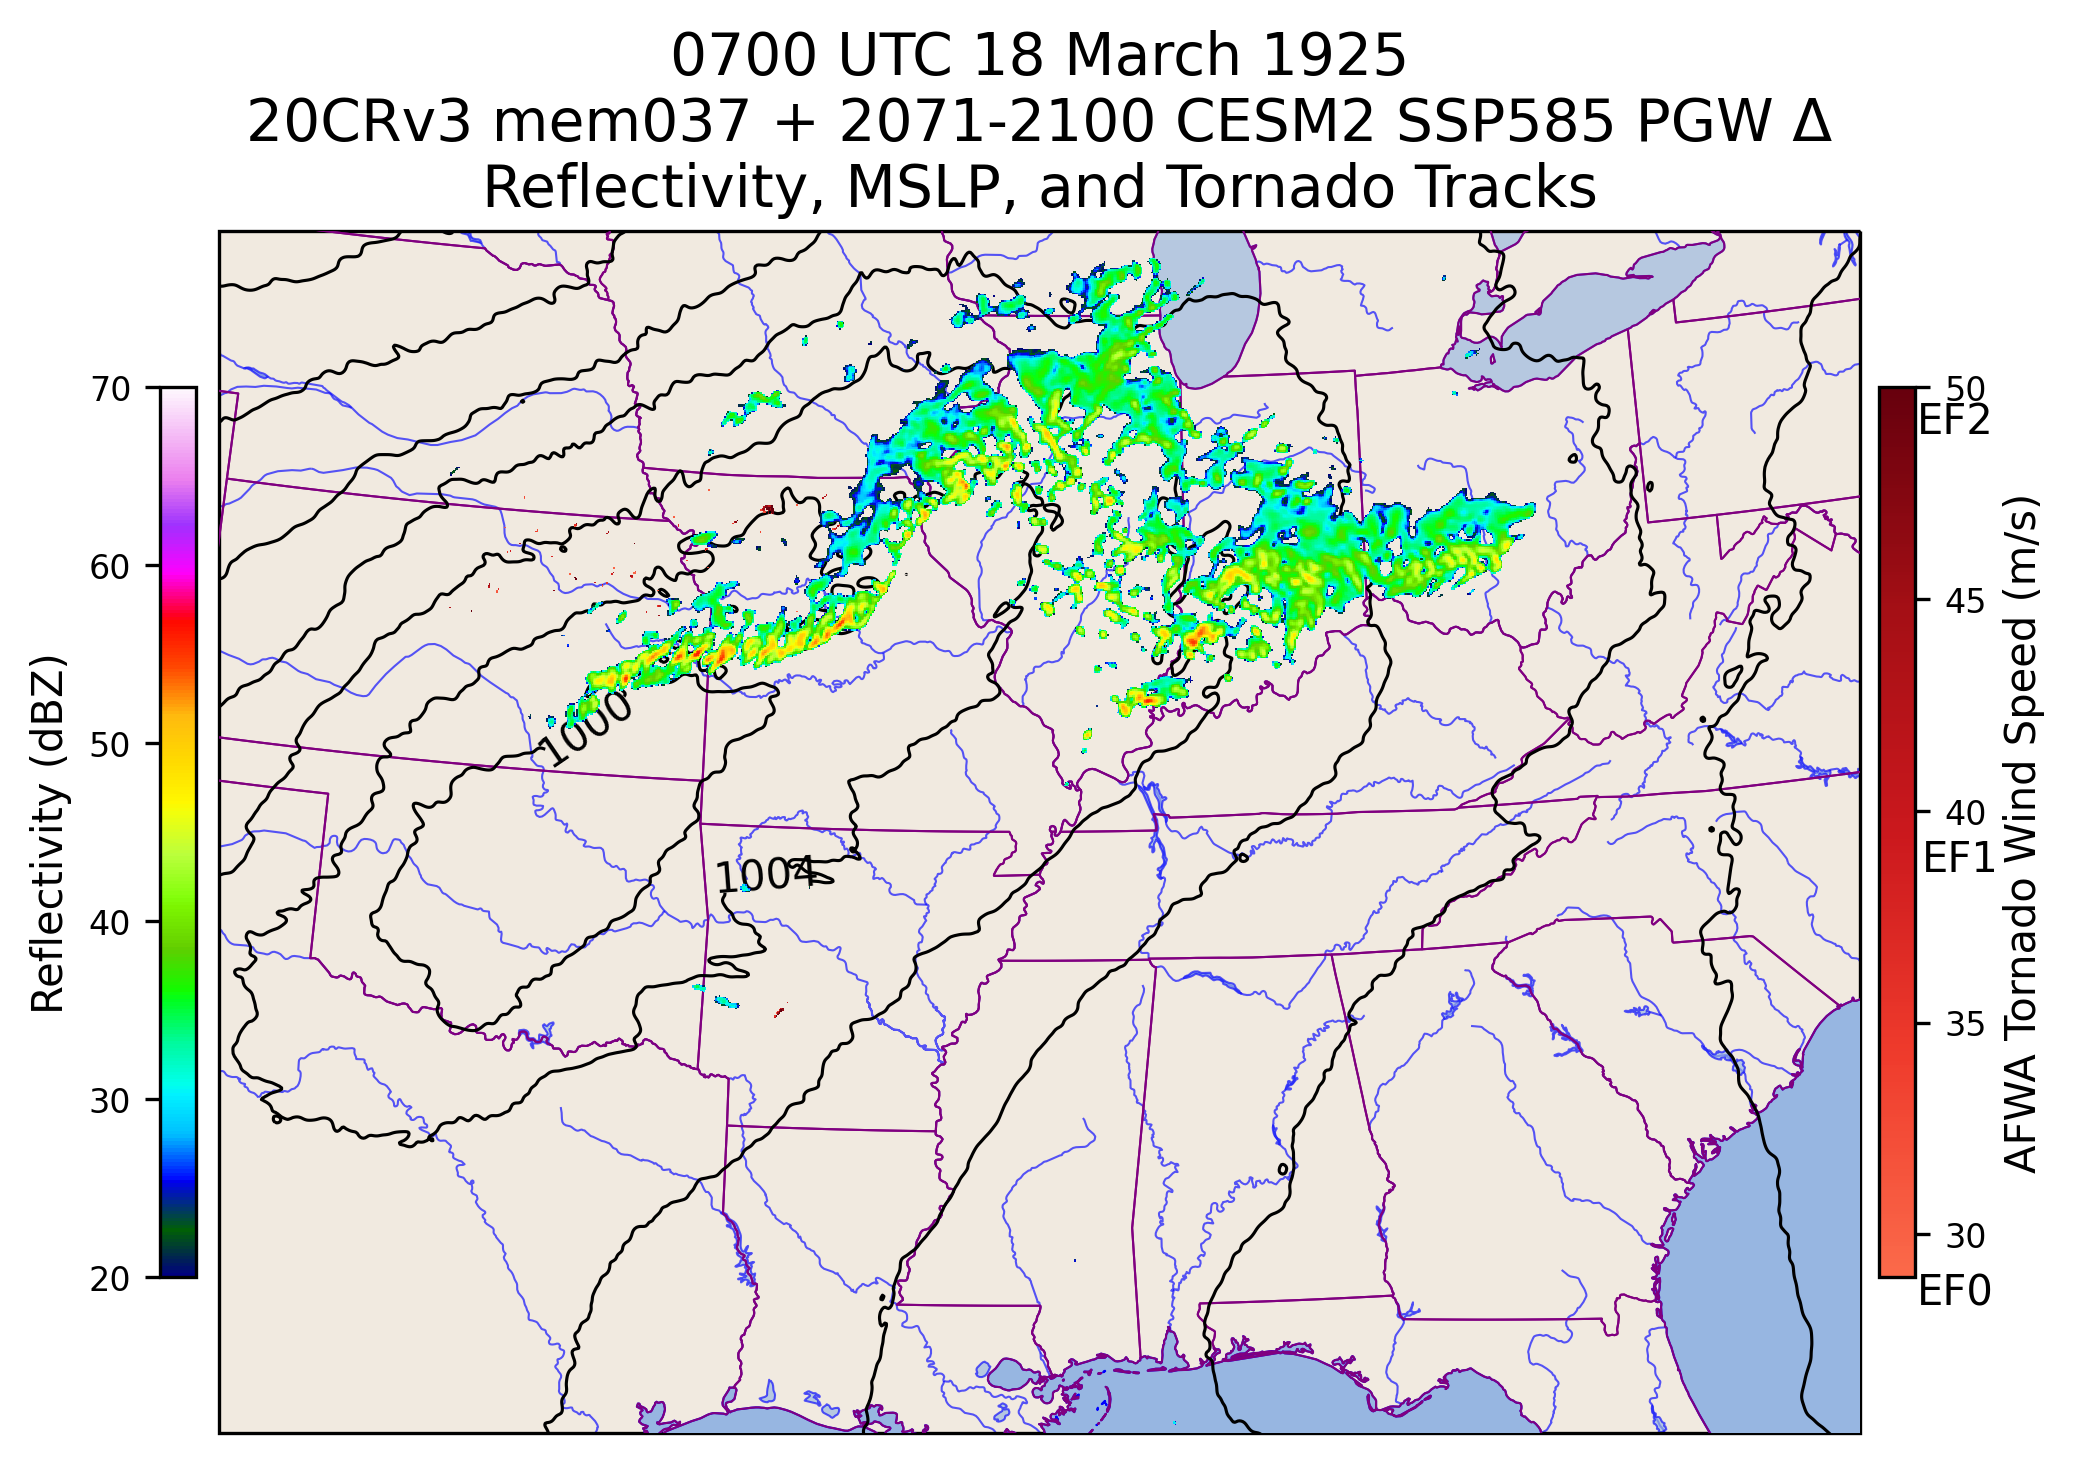 0700 UTC 18 March 1925
20CRv3 mem037 + 2071-2100 CESM2 SSP585 PGW Δ
Reflectivity, MSLP, and Tornado Tracks
Reflectivity (dBZ)
70
60
50
40
30
20
1000
1004
50
EF2
45
40
EF1
35
30
EF0
AFWA Tornado Wind Speed (m/s)